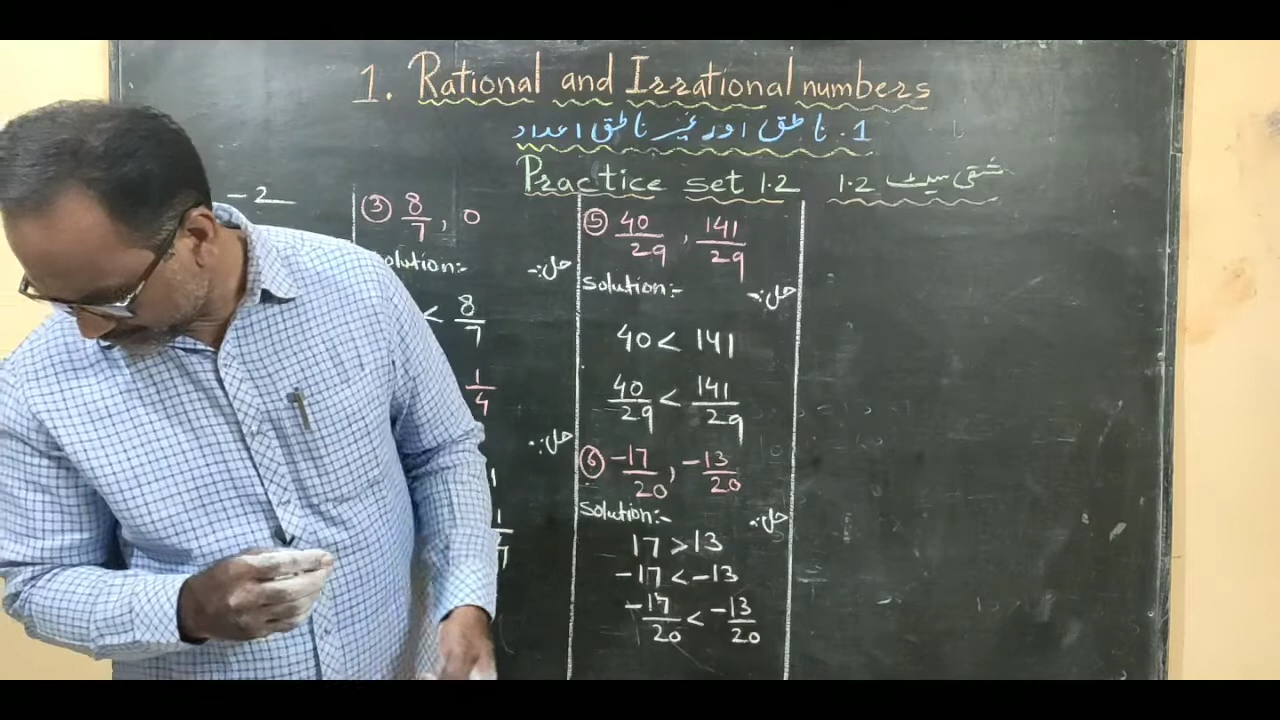 1. Rational and Irrational numbers
1. ناطق اور غیر ناطق اعداد
Practice set 1.2 مشقی سیٹ 1.2
-2
③ 8/7, 0
solution:- حل:-
< 8/7
1/4
حل:-
1
1
⑤ 40/29, 141/29
Solution:- حل:-
40 < 141
40/29 < 141/29
⑥ -17/20, -13/20
Solution:- حل:-
17 > 13
-17 < -13
-17/20 < -13/20